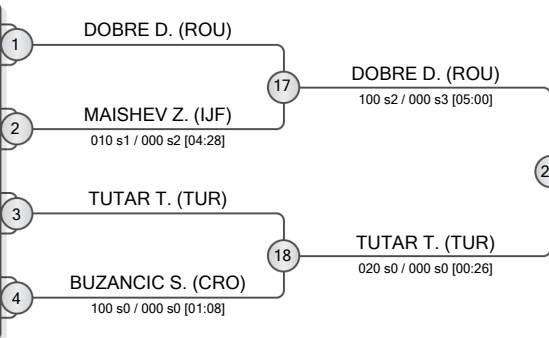 1
DOBRE D. (ROU)
17
DOBRE D. (ROU)
100 s2 / 000 s3 [05:00]
2
MAISHEV Z. (IJF)
010 s1 / 000 s2 [04:28]
3
TUTAR T. (TUR)
18
TUTAR T. (TUR)
020 s0 / 000 s0 [00:26]
4
BUZANCIC S. (CRO)
100 s0 / 000 s0 [01:08]